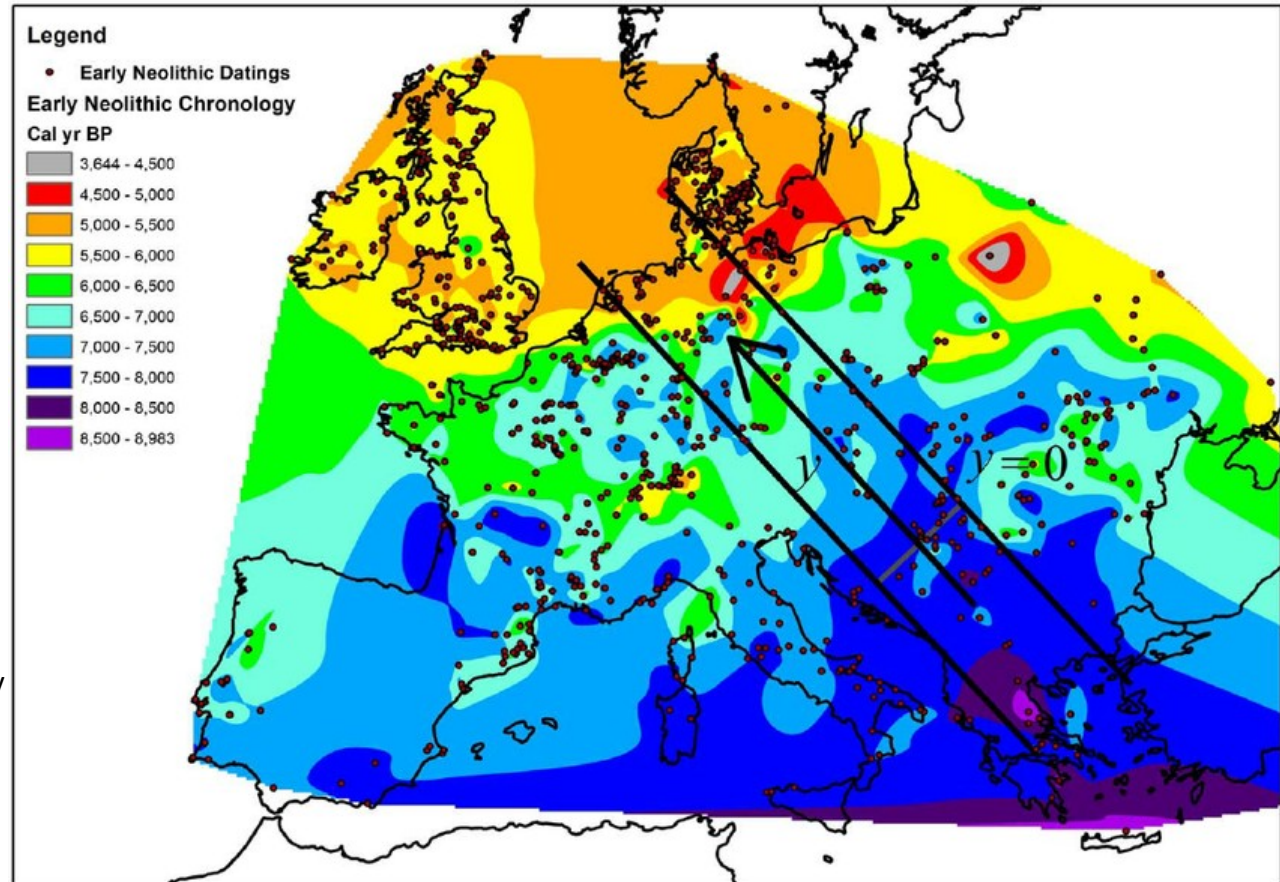 Legend
Early Neolithic Datings
Early Neolithic Chronology
Cal yr BP
3,644 - 4,500
4,500 - 5,000
5,000 - 5,500
5,500 - 6,000
6,000 - 6,500
6,500 - 7,000
7,000 - 7,500
7,500 - 8,000
8,000 - 8,500
8,500 - 8,983
y
y = 0